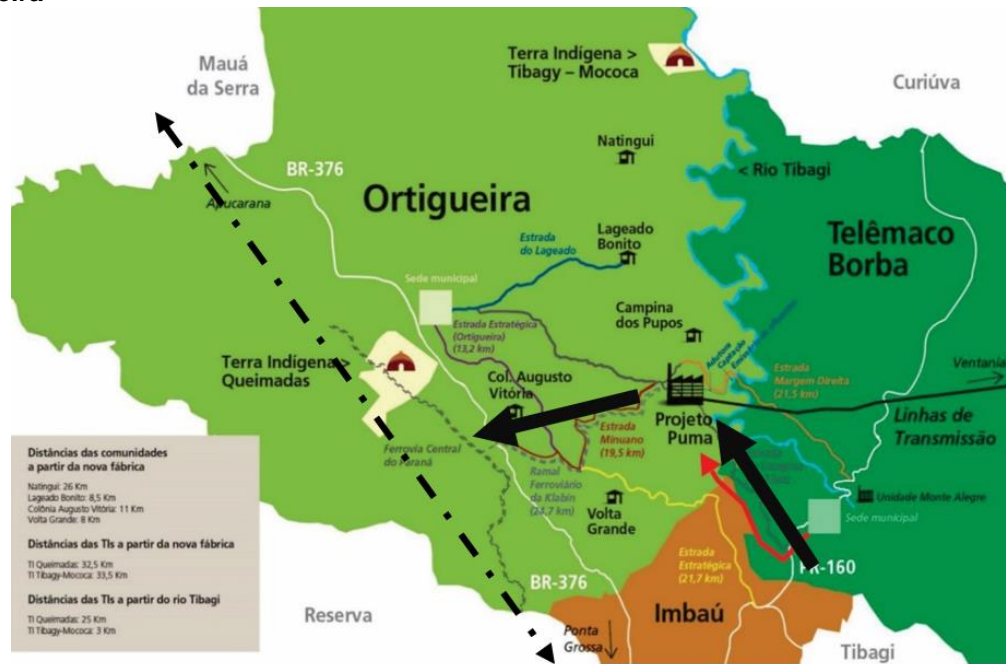 Mauá
da Serra
Terra Indígena >
Tibagy – Mococa
Curiúva
Natingui
< Rio Tibagi
BR-376
Apucarana
Ortigueira
Estrada
do Lageado
Lageado
Bonito
Telêmaco
Borba
Sede municipal
Campina
dos Pupos
Estrada Estratégica
(Ortigueira)
(13,2 km)
Terra Indígena >
Queimadas
Col. Augusto
Vitória
Adutora
Captação
Estrada
Margem Direita
(21,5 km)
Ventania
Projeto
Puma
Linhas de
Transmissão
Estrada
Minuano
(19,5 km)
Ferrovia Central
do Paraná
Ramal
Ferroviário
da Klabin
(24,7 km)
Volta
Grande
Unidade Monte Alegre
Sede municipal
Estrada
Estratégica
(21,7 km)
PR-160
BR-376
Imbaú
Reserva
Ponta
Grossa
Tibagi
Distâncias das comunidades
a partir da nova fábrica
Natingui: 26 Km
Lageado Bonito: 8,5 Km
Colônia Augusto Vitória: 11 Km
Volta Grande: 8 Km
Distâncias das TIs a partir da nova fábrica
TI Queimadas: 32,5 Km
TI Tibagy-Mococa: 33,5 Km
Distâncias das TIs a partir do rio Tibagi
TI Queimadas: 25 Km
TI Tibagy-Mococa: 3 Km